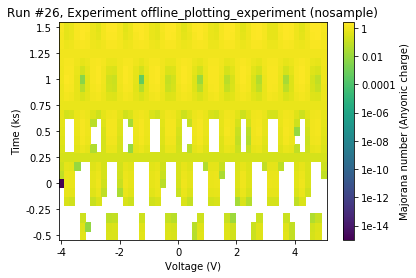 Run #26, Experiment offline_plotting_experiment (nosample)
1.5
1.25
1
0.75
0.5
0.25
0
-0.25
-0.5
Time (ks)
-4
-2
0
2
4
Voltage (V)
1
0.01
0.0001
1e-06
1e-08
1e-10
1e-12
1e-14
Majorana number (Anyonic charge)